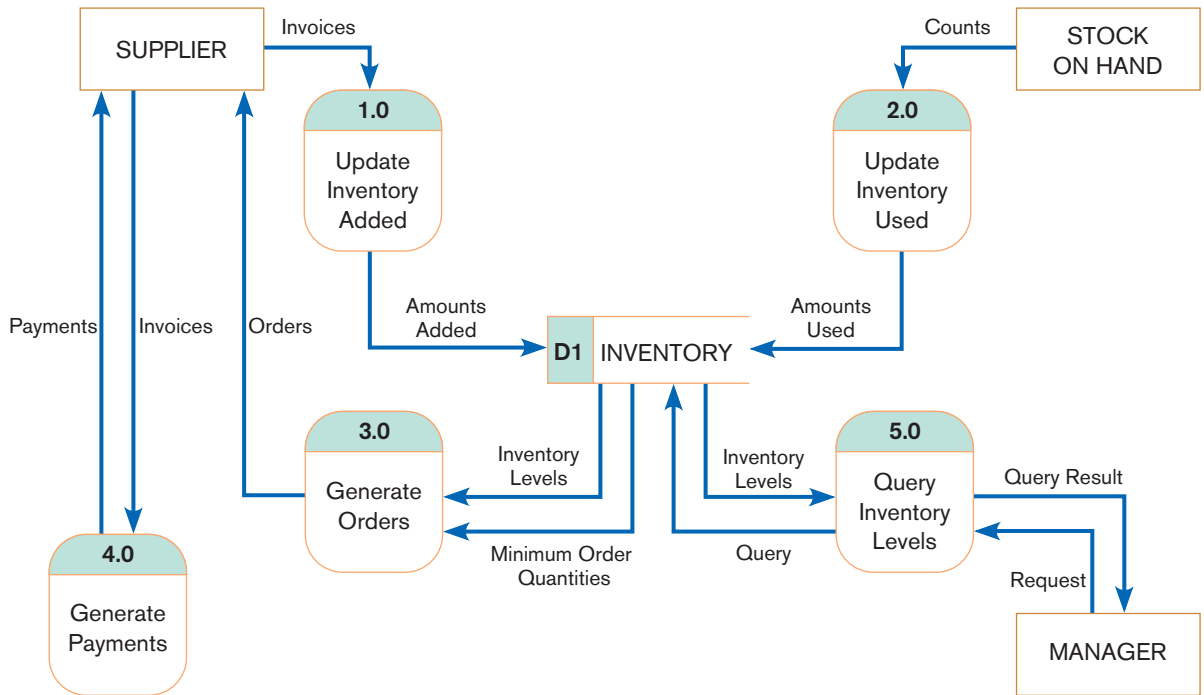 SUPPLIER
Invoices
Counts
STOCK
ON HAND
1.0
Update
Inventory
Added
2.0
Update
Inventory
Used
Payments
Invoices
Orders
Amounts
Added
Amounts
Used
D1 INVENTORY
3.0
Generate
Orders
Inventory
Levels
Minimum Order
Quantities
Inventory
Levels
Query
5.0
Query
Inventory
Levels
Query Result
Request
4.0
Generate
Payments
MANAGER